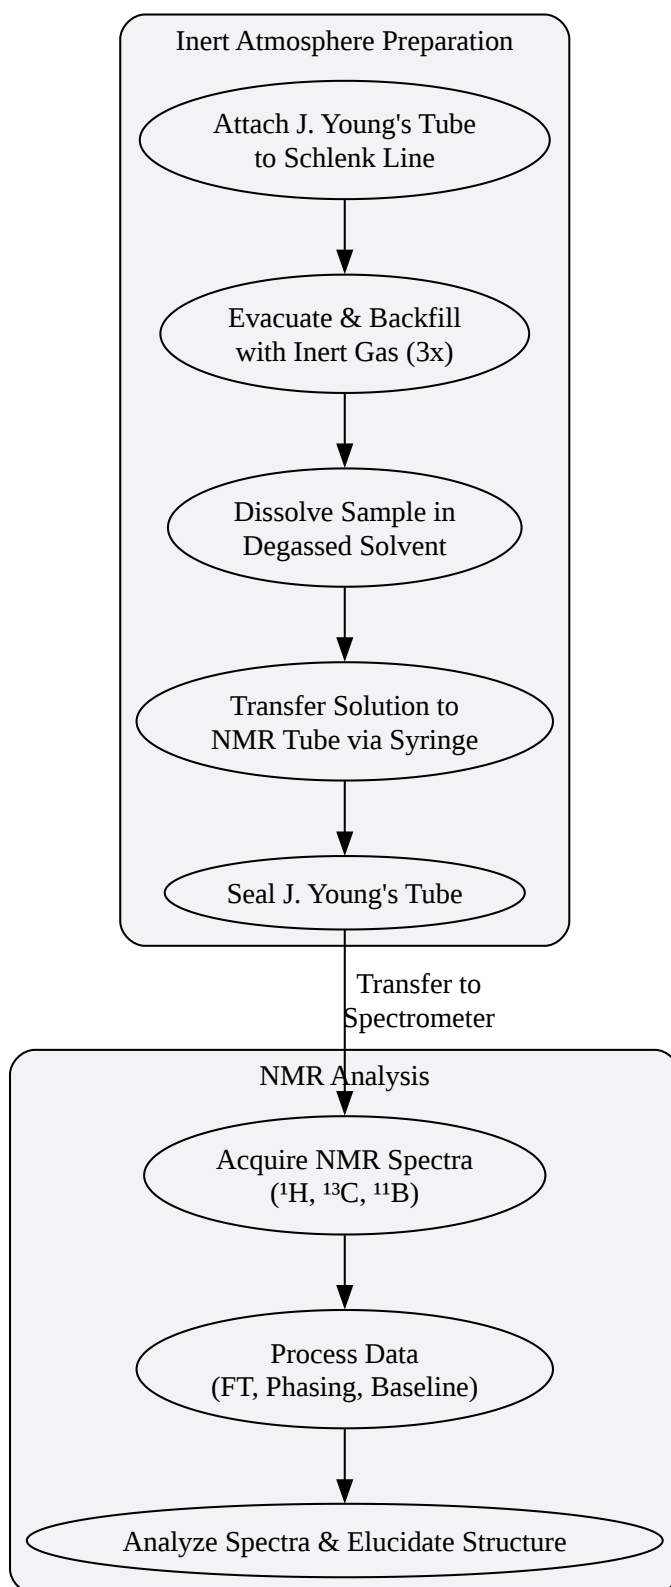 Inert Atmosphere Preparation
Attach J. Young's Tube
to Schlenk Line
Evacuate & Backfill
with Inert Gas (3x)
Dissolve Sample in
Degassed Solvent
Transfer Solution to
NMR Tube via Syringe
Seal J. Young's Tube
Transfer to
Spectrometer
NMR Analysis
Acquire NMR Spectra
(¹H, ¹³C, ¹¹B)
Process Data
(FT, Phasing, Baseline)
Analyze Spectra & Elucidate Structure